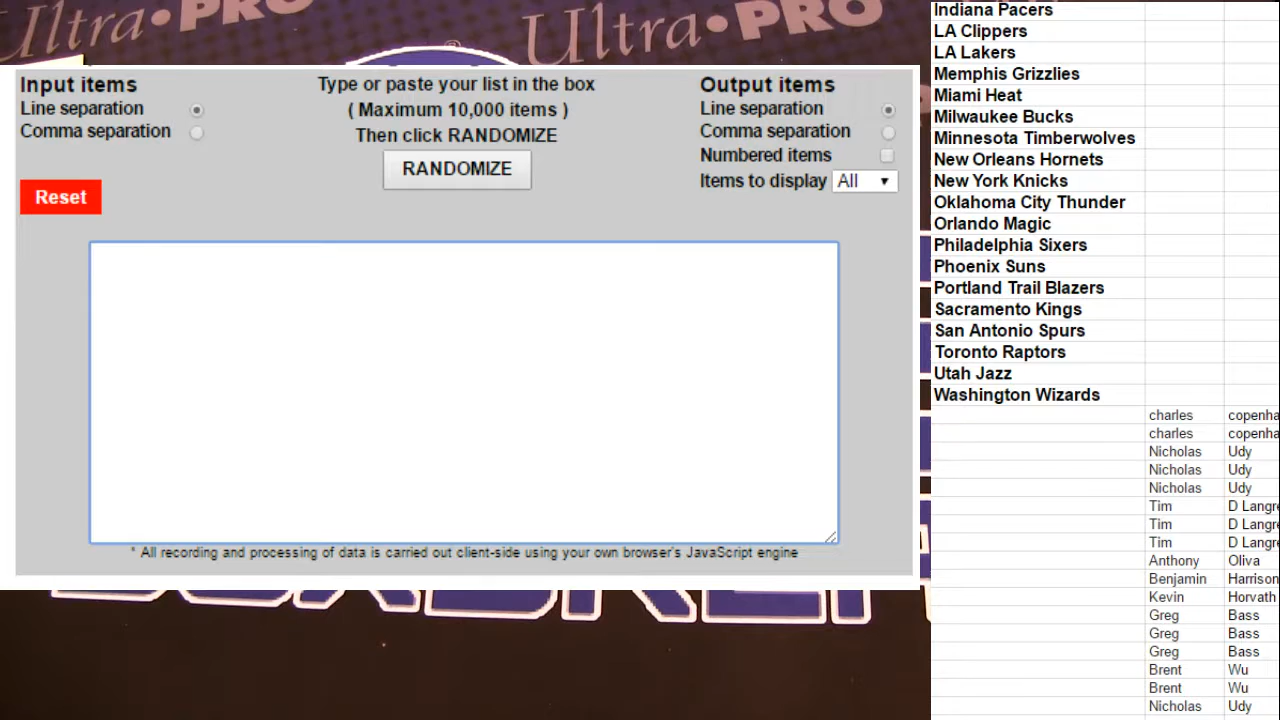 Ultra•PRO Ultra•PRO
®
Input items
Line separation
Comma separation
Reset
Type or paste your list in the box
( Maximum 10,000 items )
Then click RANDOMIZE
RANDOMIZE
Output items
Line separation
Comma separation
Numbered items
Items to display All
* All recording and processing of data is carried out client-side using your own browser's JavaScript engine
Indiana Pacers
LA Clippers
LA Lakers
Memphis Grizzlies
Miami Heat
Milwaukee Bucks
Minnesota Timberwolves
New Orleans Hornets
New York Knicks
Oklahoma City Thunder
Orlando Magic
Philadelphia Sixers
Phoenix Suns
Portland Trail Blazers
Sacramento Kings
San Antonio Spurs
Toronto Raptors
Utah Jazz
Washington Wizards
charles copenha
charles copenha
Nicholas Udy
Nicholas Udy
Nicholas Udy
Tim D Langre
Tim D Langre
Tim D Langre
Anthony Oliva
Benjamin Harrison
Kevin Horvath
Greg Bass
Greg Bass
Greg Bass
Brent Wu
Brent Wu
Nicholas Udy